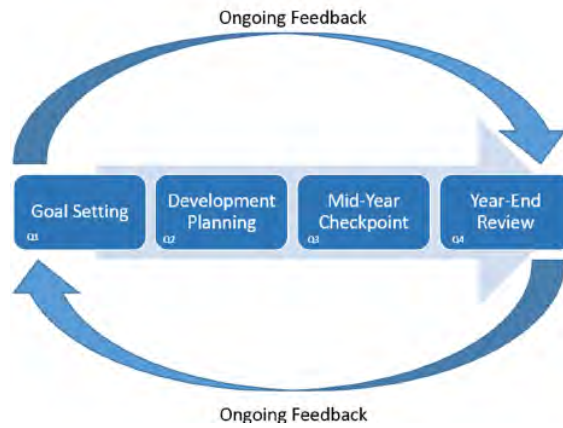 Ongoing Feedback
Goal Setting
Q1
Development
Planning
Q2
Mid-Year
Checkpoint
Q3
Year-End
Review
Q4
Ongoing Feedback